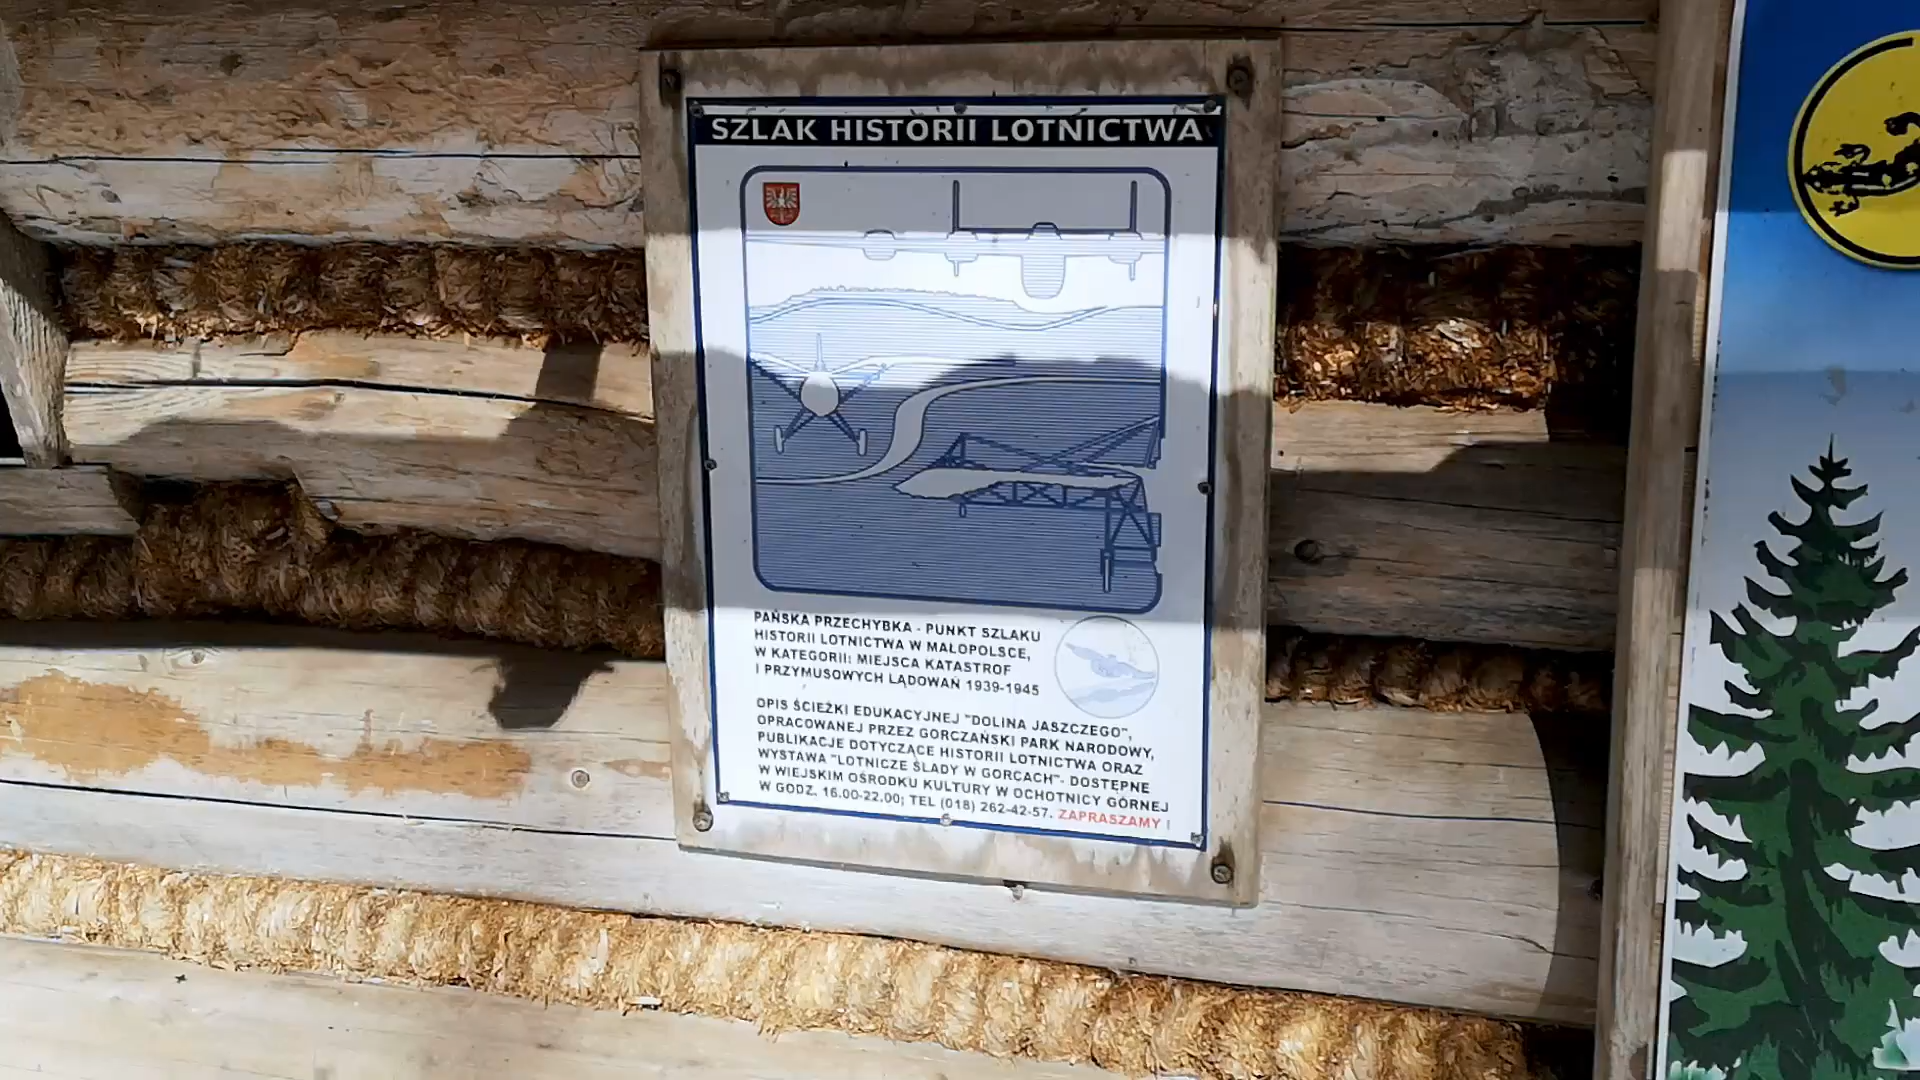 SZLAK HISTORII LOTNICTWA
PAŃSKA PRZECHYBKA - PUNKT SZLAKU
HISTORII LOTNICTWA W MAŁOPOLSCE,
W KATEGORII: MIEJSCA KATASTROF
I PRZYMUSOWYCH LĄDOWAŃ 1939-1945
OPIS ŚCIEŻKI EDUKACYJNEJ "DOLINA JASZCZEGO",
OPRACOWANEJ PRZEZ GORCZAŃSKI PARK NARODOWY,
PUBLIKACJE DOTYCZĄCE HISTORII LOTNICTWA ORAZ
WYSTAWA "LOTNICZE ŚLADY W GORCACH"- DOSTĘPNE
W WIEJSKIM OŚRODKU KULTURY W OCHOTNICY GÓRNEJ
W GODZ. 16.00-22.00; TEL (018) 262-42-57. ZAPRASZAMY !